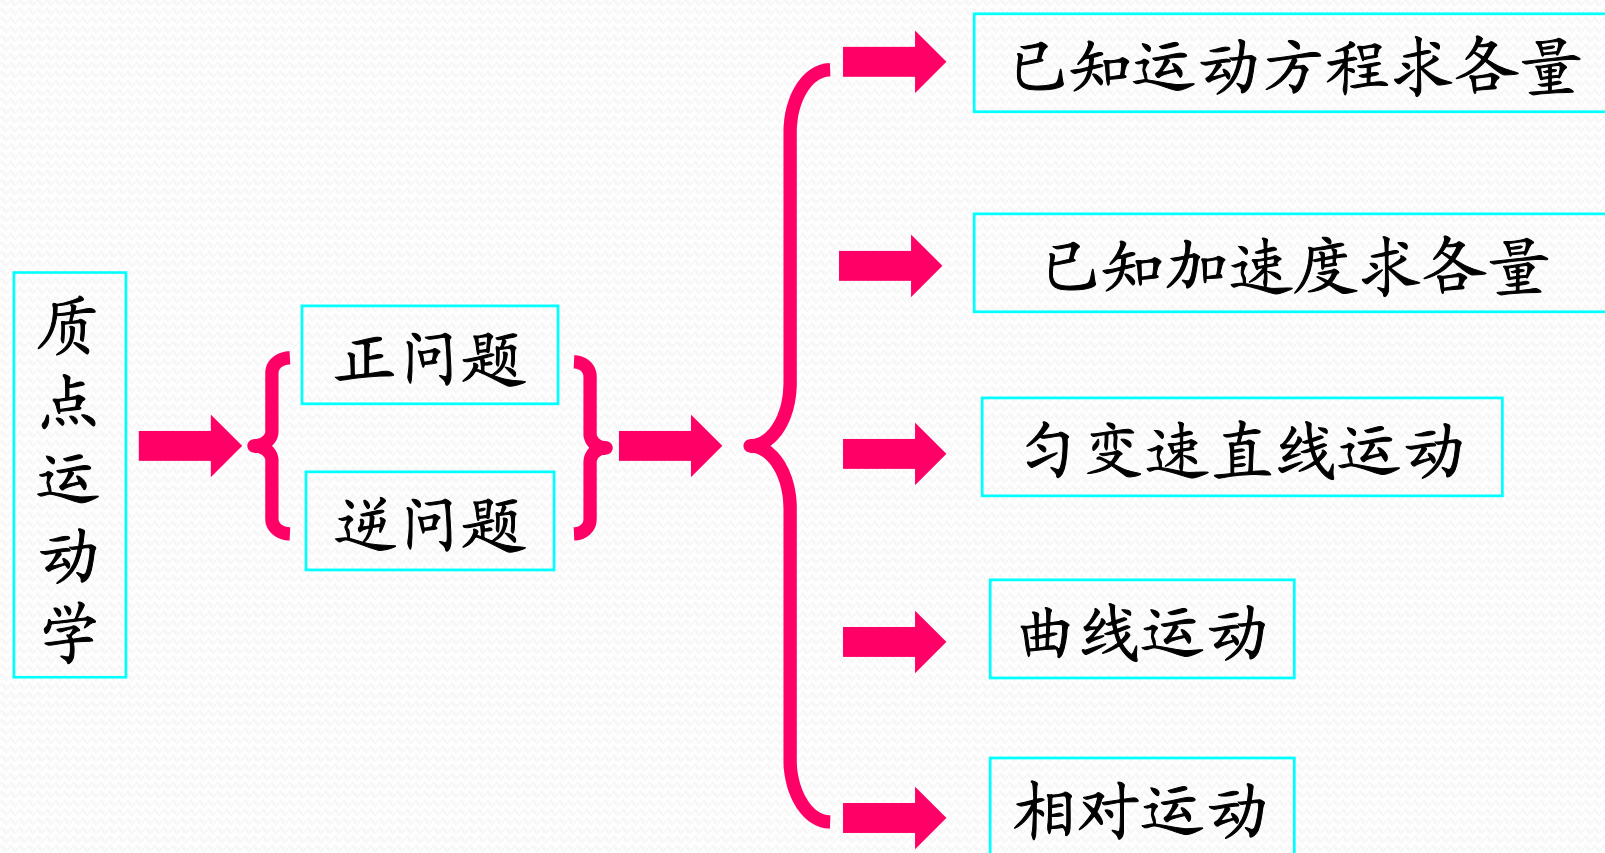 质点运动学
正问题
逆问题
已知运动方程求各量
已知加速度求各量
匀变速直线运动
曲线运动
相对运动